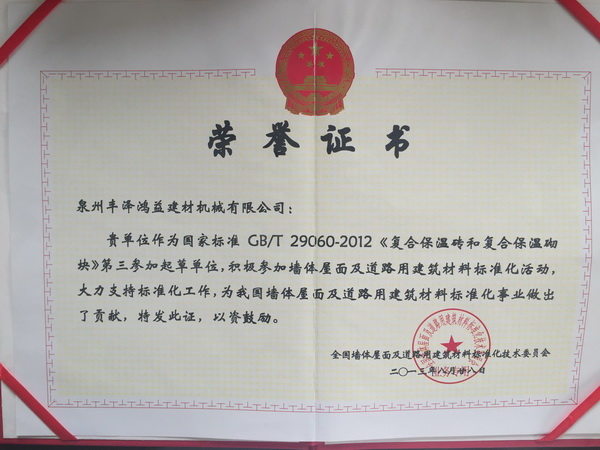 荣誉证书
泉州丰泽鸿益建材机械有限公司：
贵单位作为国家标准 GB/T 29060-2012《复合保温砖和复合保温砌
块》第三参加起草单位，积极参加墙体屋面及道路用建筑材料标准化活动，
大力支持标准化工作，为我国墙体屋面及道路用建筑材料标准化事业做出
了贡献，特发此证，以资鼓励。
全国墙体屋面及道路用建筑材料标准化技术委员会
二〇一三年八月廿八日